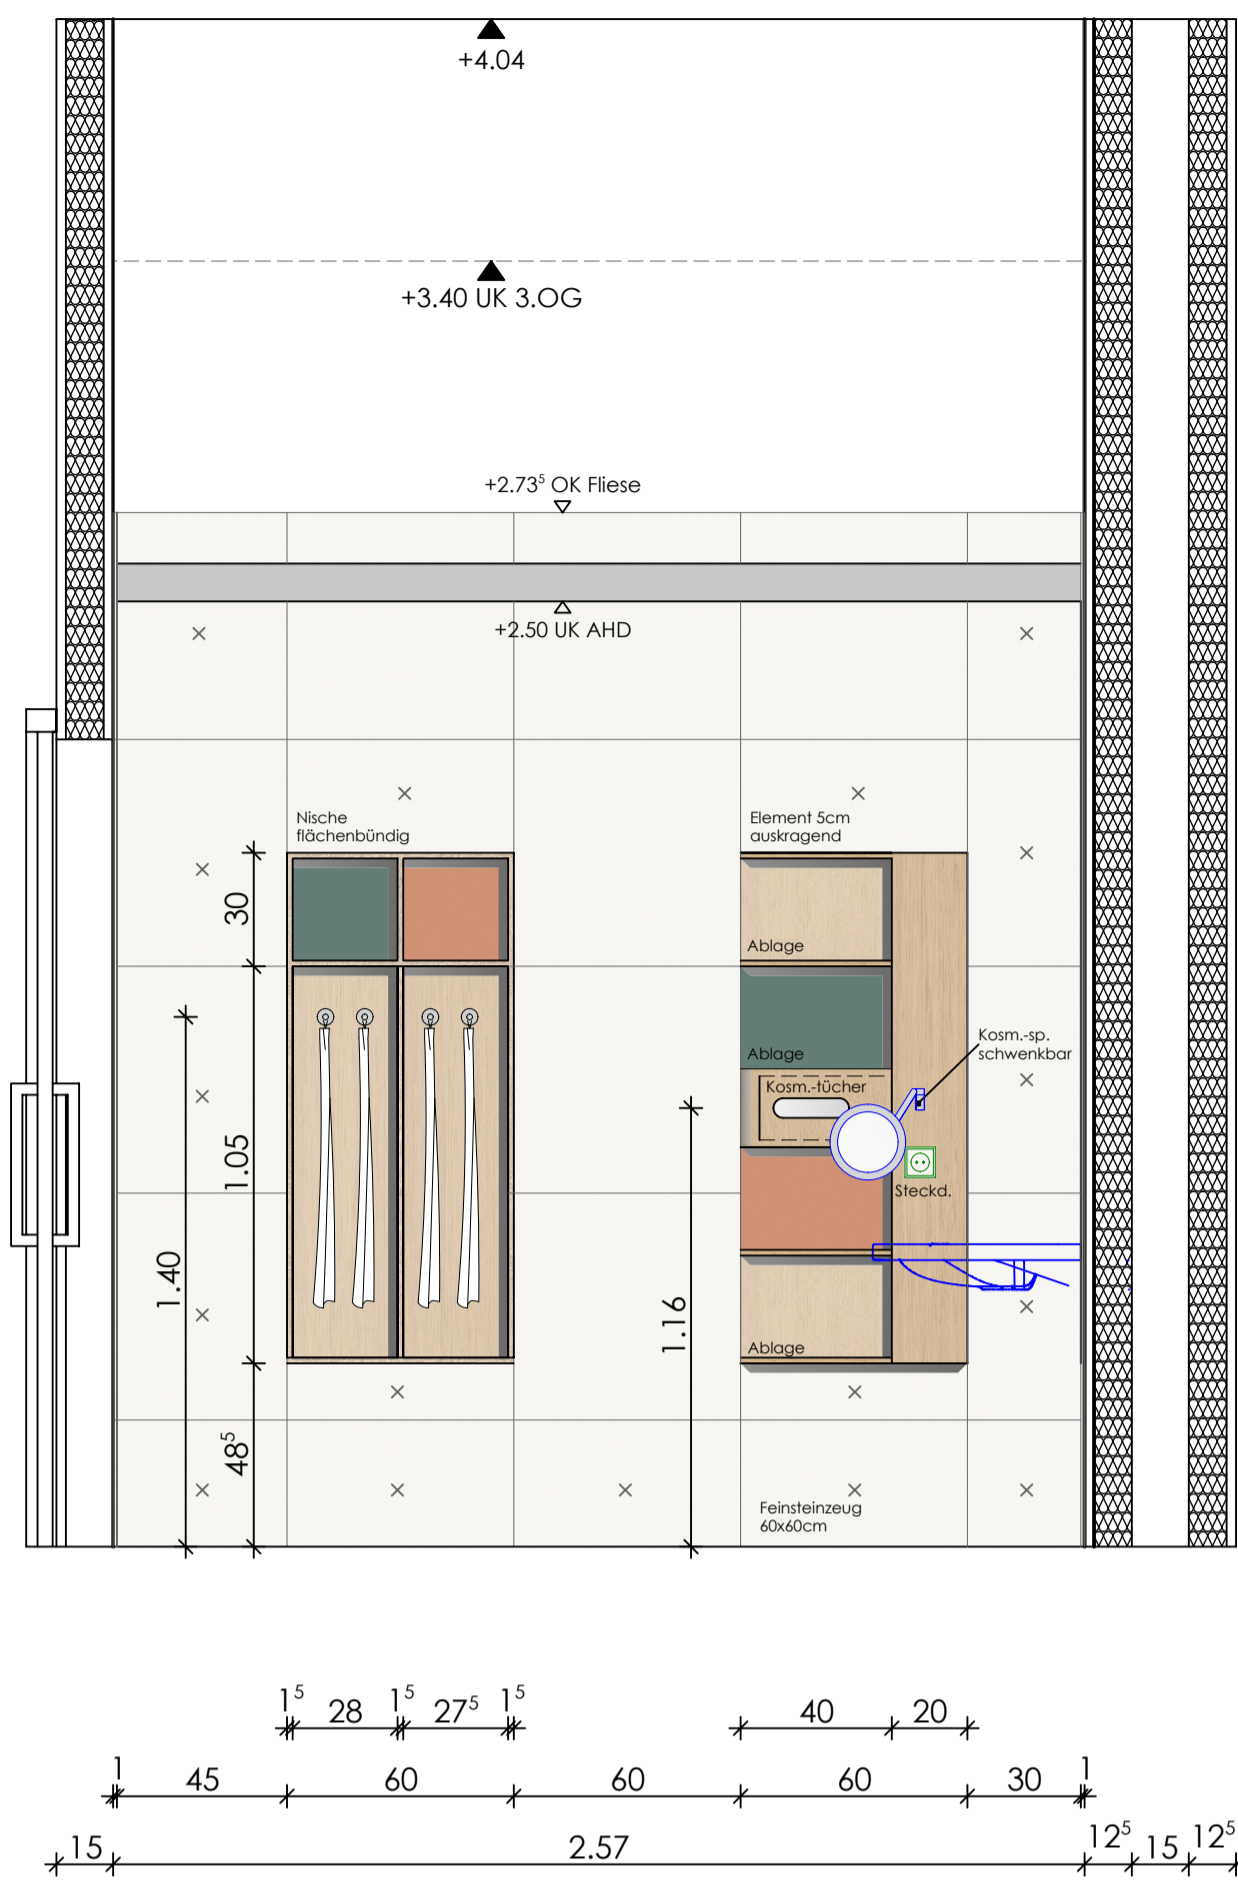 +4.04
+3.40 UK 3.OG
+2.73⁵ OK Fliese
+2.50 UK AHD
Nische
flächenbündig
Element 5cm
auskragend
30
Ablage
Ablage
Kosm.-sp.
schwenkbar
Kosm.-tücher
1.05
Steckd.
1.40
1.16
Ablage
48⁵
Feinsteinzeug
60x60cm
1⁵ 28 1⁵ 27⁵ 1⁵ 40 20
1 45 60 60 60 30 1
15 2.57 12⁵ 15 12⁵